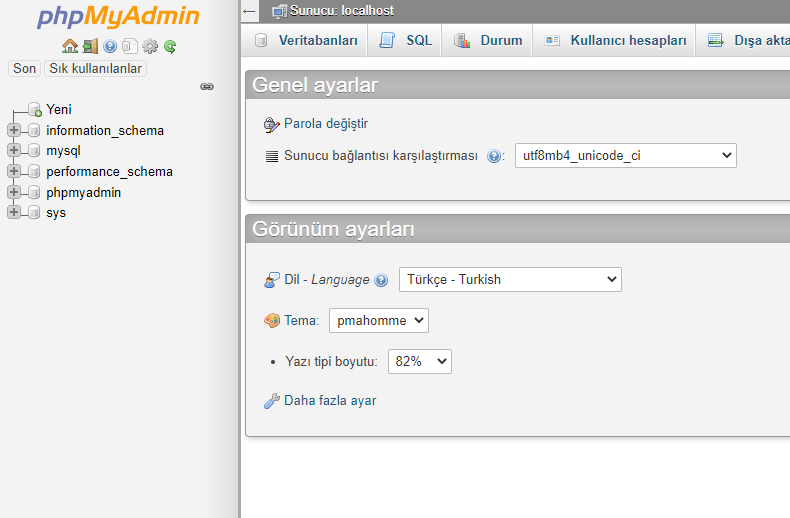 phpMyAdmin
Son Sık kullanılanlar
Yeni
information_schema
mysql
performance_schema
phpmyadmin
sys
Sunucu: localhost
Veritabanları SQL Durum Kullanıcı hesapları Dışa akta
Genel ayarlar
Parola değiştir
Sunucu bağlantısı karşılaştırması : utf8mb4_unicode_ci
Görünüm ayarları
Dil - Language Türkçe - Turkish
Tema: pmahomme
• Yazı tipi boyutu: 82%
Daha fazla ayar